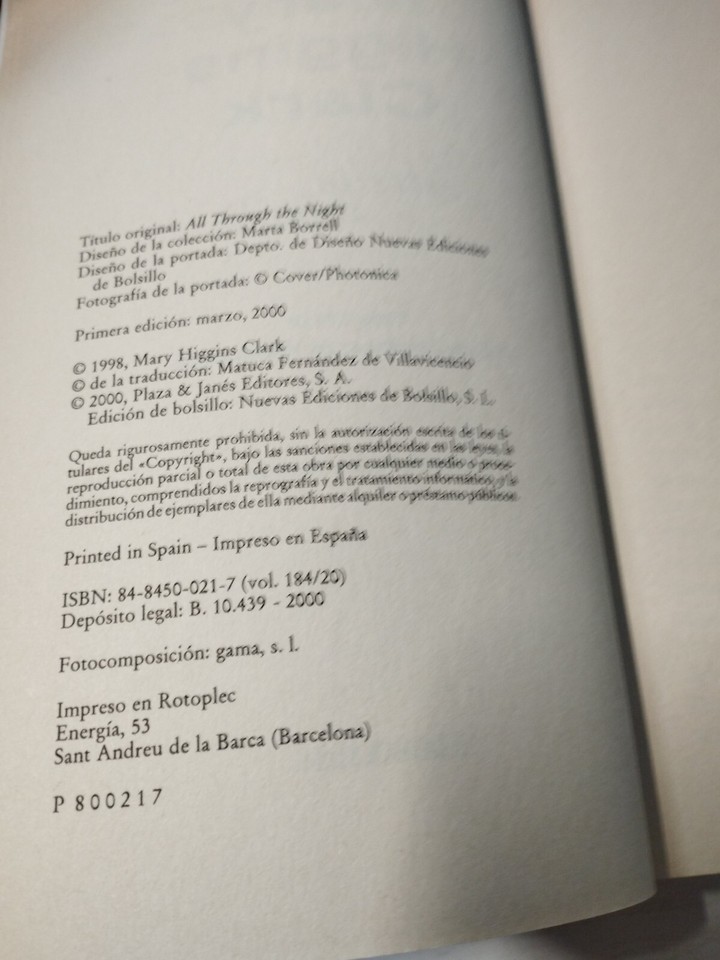 Título original: All Through the Night
Diseño de la colección: Marta Borrell
Diseño de la portada: Depto. de Diseño Nuevas Ediciones
de Bolsillo
Fotografía de la portada: © Cover/Photonica
Primera edición: marzo, 2000
© 1998, Mary Higgins Clark
© de la traducción: Matuca Fernández de Villavicencio
© 2000, Plaza & Janés Editores, S. A.
Edición de bolsillo: Nuevas Ediciones de Bolsillo, S. L.
Queda rigurosamente prohibida, sin la autorización escrita de los ti-
tulares del «Copyright», bajo las sanciones establecidas en las leyes, la
reproducción parcial o total de esta obra por cualquier medio o proce-
dimiento, comprendidos la reprografía y el tratamiento informático, y la
distribución de ejemplares de ella mediante alquiler o préstamo públicos.
Printed in Spain – Impreso en España
ISBN: 84-8450-021-7 (vol. 184/20)
Depósito legal: B. 10.439 - 2000
Fotocomposición: gama, s. l.
Impreso en Rotoplec
Energía, 53
Sant Andreu de la Barca (Barcelona)
P 800217